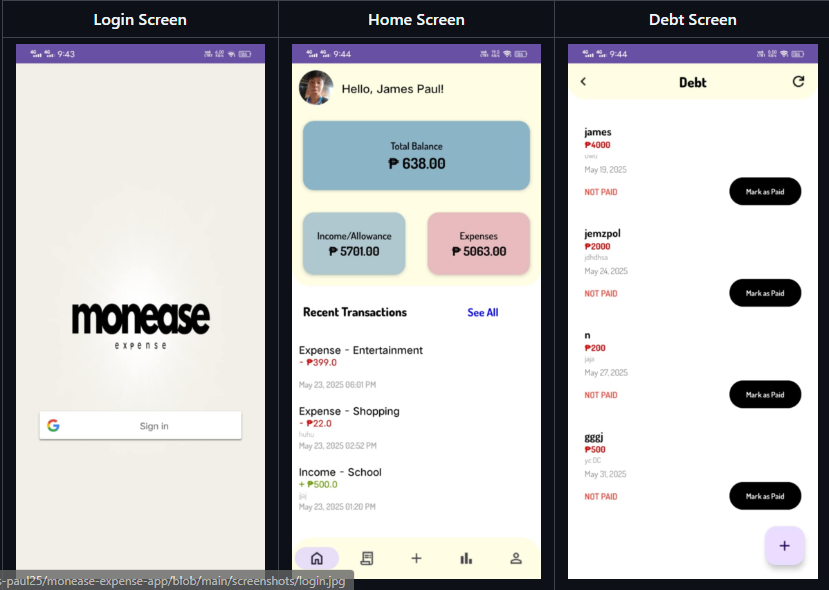 Login Screen
Home Screen
Debt Screen
9:43
monease
expense
Sign in
s-paul25/monease-expense-app/blob/main/screenshots/login.jpg
9:44
Hello, James Paul!
Total Balance
₱ 638.00
Income/Allowance
₱ 5701.00
Expenses
₱ 5063.00
Recent Transactions
See All
Expense - Entertainment
- ₱399.0
May 23, 2025 06:01 PM
Expense - Shopping
- ₱22.0
huhu
May 23, 2025 02:52 PM
Income - School
+ ₱500.0
May 23, 2025 01:20 PM
9:44
Debt
james
₱4000
uwu
May 19, 2025
NOT PAID
Mark as Paid
jemzpol
₱2000
jdhdhsa
May 24, 2025
NOT PAID
Mark as Paid
n
₱200
jaja
May 27, 2025
NOT PAID
Mark as Paid
gggj
₱500
yc DC
May 31, 2025
NOT PAID
Mark as Paid